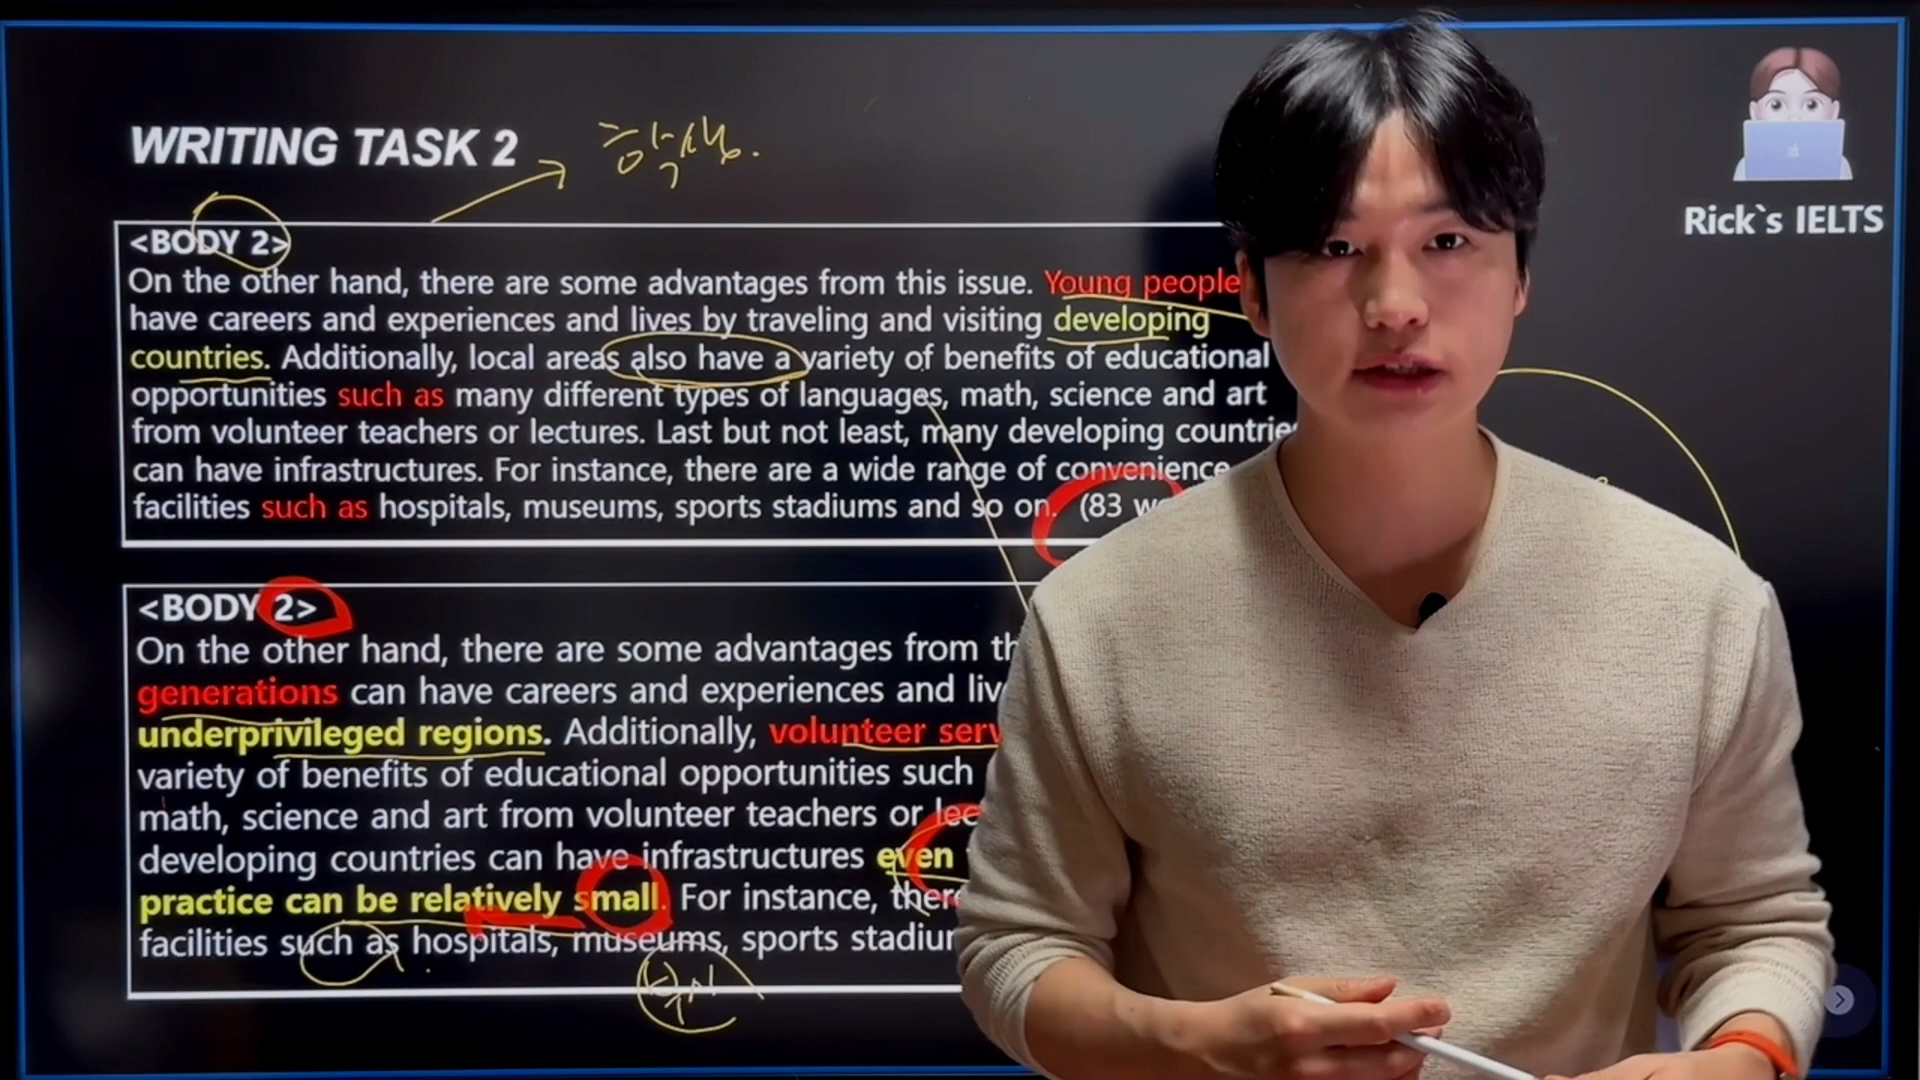 WRITING TASK 2
학생.
Rick`s IELTS
<BODY 2>
On the other hand, there are some advantages from this issue. Young people
have careers and experiences and lives by traveling and visiting developing
countries. Additionally, local areas also have a variety of benefits of educational
opportunities such as many different types of languages, math, science and art
from volunteer teachers or lectures. Last but not least, many developing
can have infrastructures. For instance, there are a wide range of convenience
facilities such as hospitals, museums, sports stadiums and so on. (83
<BODY 2>
On the other hand, there are some advantages from
generations can have careers and experiences and
underprivileged regions. Additionally, volunteer
variety of benefits of educational opportunities such
math, science and art from volunteer teachers or
developing countries can have infrastructures even
practice can be relatively small. For instance,
facilities such as hospitals, museums, sports